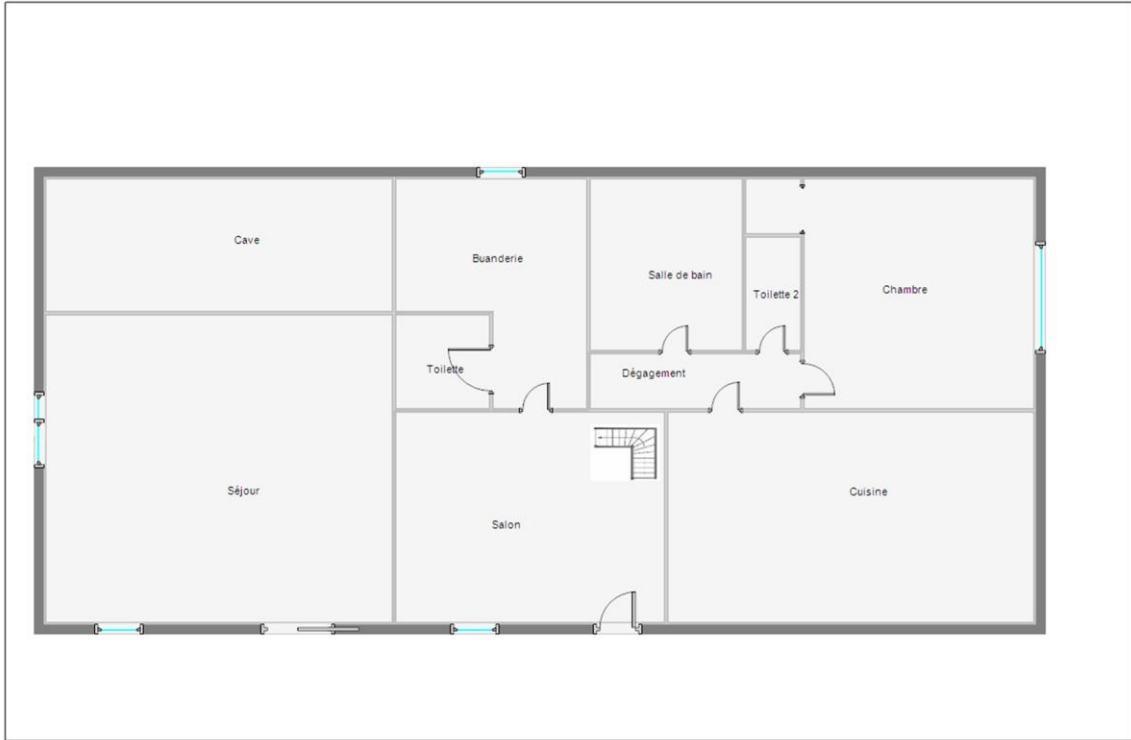 Cave
Buanderie
Salle de bain
Toilette 2
Chambre
Toilette
Dégagement
Séjour
Salon
Cuisine